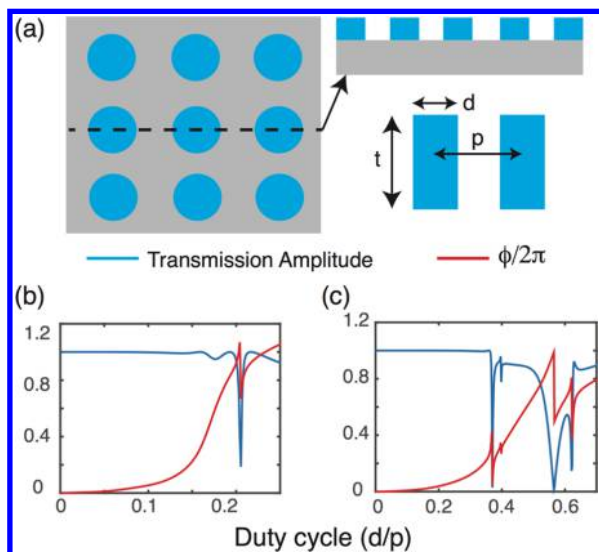 (a)
d
t
p
Transmission Amplitude
ϕ/2π
(b)
(c)
1.2
0.8
0.4
0
0
0.1
0.2
1.2
0.8
0.4
0
0
0.2
0.4
0.6
Duty cycle (d/p)